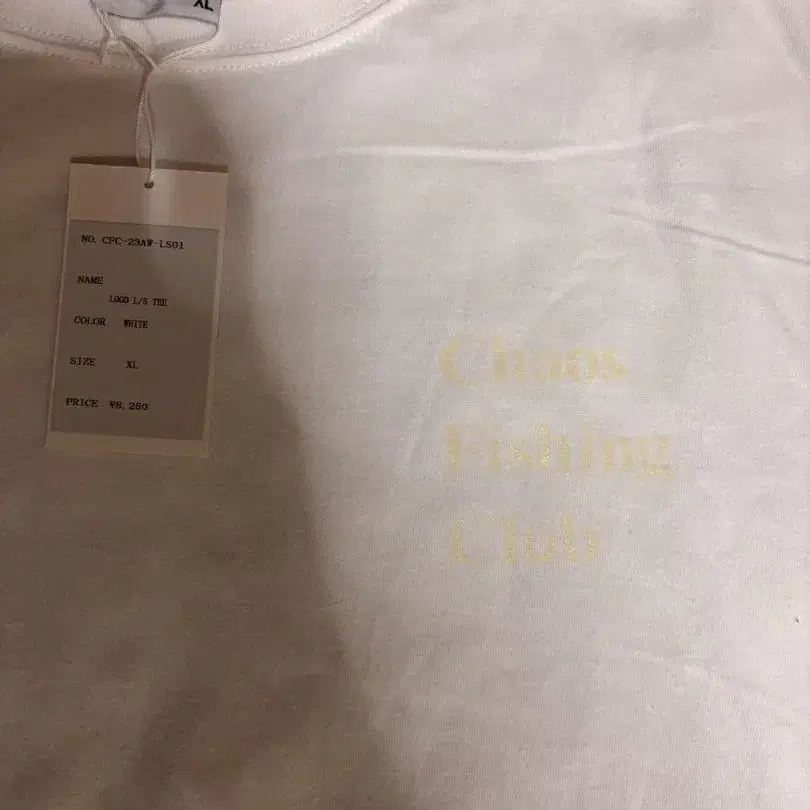 XL
NO. CFC-23AW-LS01
NAME
LOGO L/S TEE
COLOR WHITE
SIZE XL
PRICE ¥8,280
Chaos
Fishing
Club